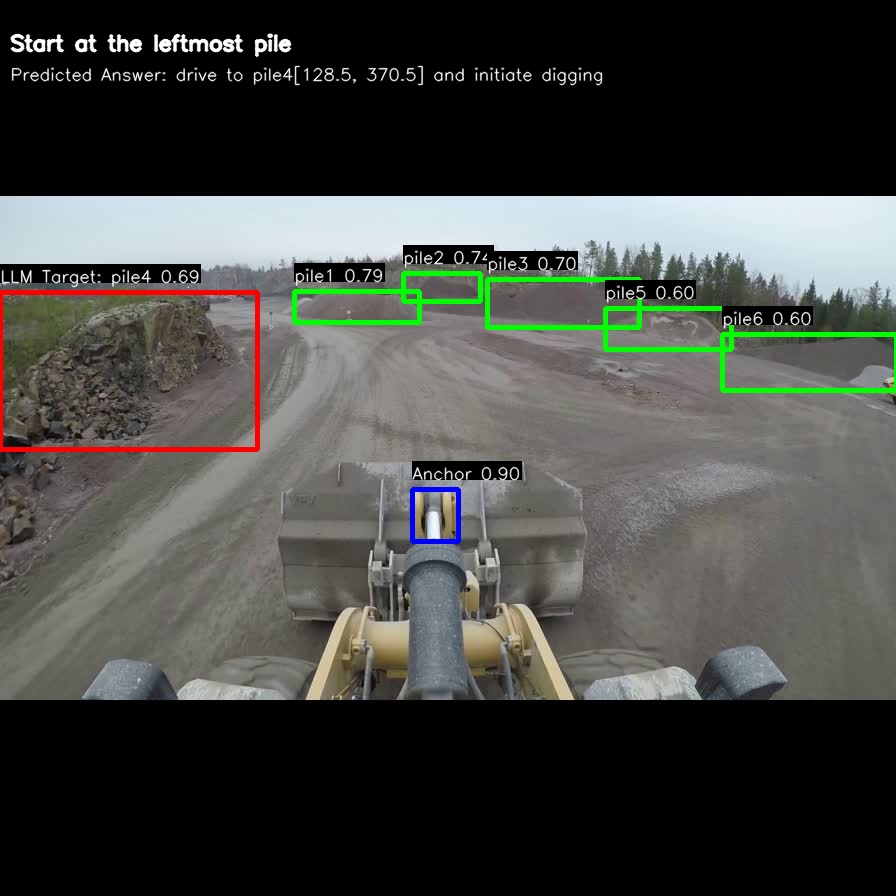 Start at the leftmost pile
Predicted Answer: drive to pile4[128.5, 370.5] and initiate digging
pile2 0.74
pile3 0.70
LLM Target: pile4 0.69
pile1 0.79
pile5 0.60
pile6 0.60
Anchor 0.90